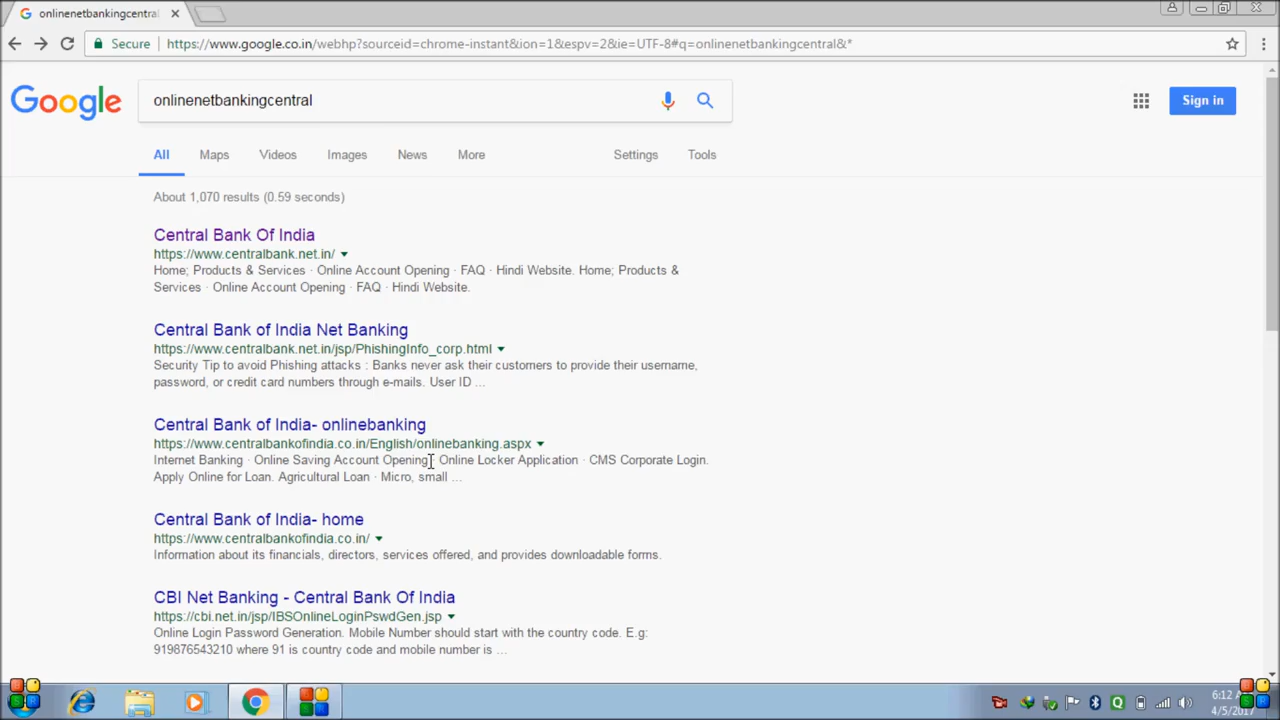 onlinenetbankingcentral
Secure https://www.google.co.in/webhp?sourceid=chrome-instant&ion=1&espv=2&ie=UTF-8#q=onlinenetbankingcentral&*
Google onlinenetbankingcentral Sign in
All Maps Videos Images News More Settings Tools
About 1,070 results (0.59 seconds)
Central Bank Of India
https://www.centralbank.net.in/
Home; Products & Services · Online Account Opening · FAQ · Hindi Website. Home; Products &
Services · Online Account Opening · FAQ · Hindi Website.
Central Bank of India Net Banking
https://www.centralbank.net.in/jsp/PhishingInfo_corp.html
Security Tip to avoid Phishing attacks : Banks never ask their customers to provide their username,
password, or credit card numbers through e-mails. User ID ...
Central Bank of India- onlinebanking
https://www.centralbankofindia.co.in/English/onlinebanking.aspx
Internet Banking · Online Saving Account Opening · Online Locker Application · CMS Corporate Login.
Apply Online for Loan. Agricultural Loan · Micro, small ...
Central Bank of India- home
https://www.centralbankofindia.co.in/
Information about its financials, directors, services offered, and provides downloadable forms.
CBI Net Banking - Central Bank Of India
https://cbi.net.in/jsp/IBSOnlineLoginPswdGen.jsp
Online Login Password Generation. Mobile Number should start with the country code. E.g:
919876543210 where 91 is country code and mobile number is ...
6:12
4/5/2017